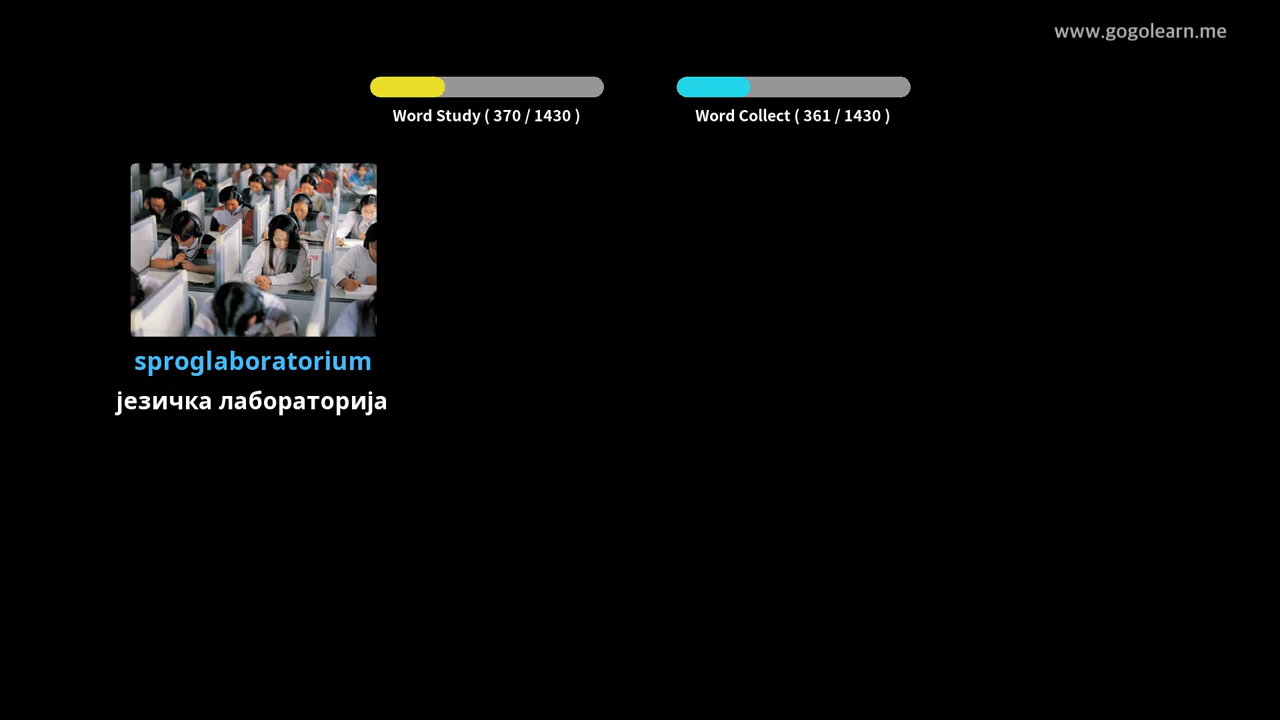 www.gogolearn.me
Word Study ( 370 / 1430 )
Word Collect ( 361 / 1430 )
sproglaboratorium
језичка лабораторија